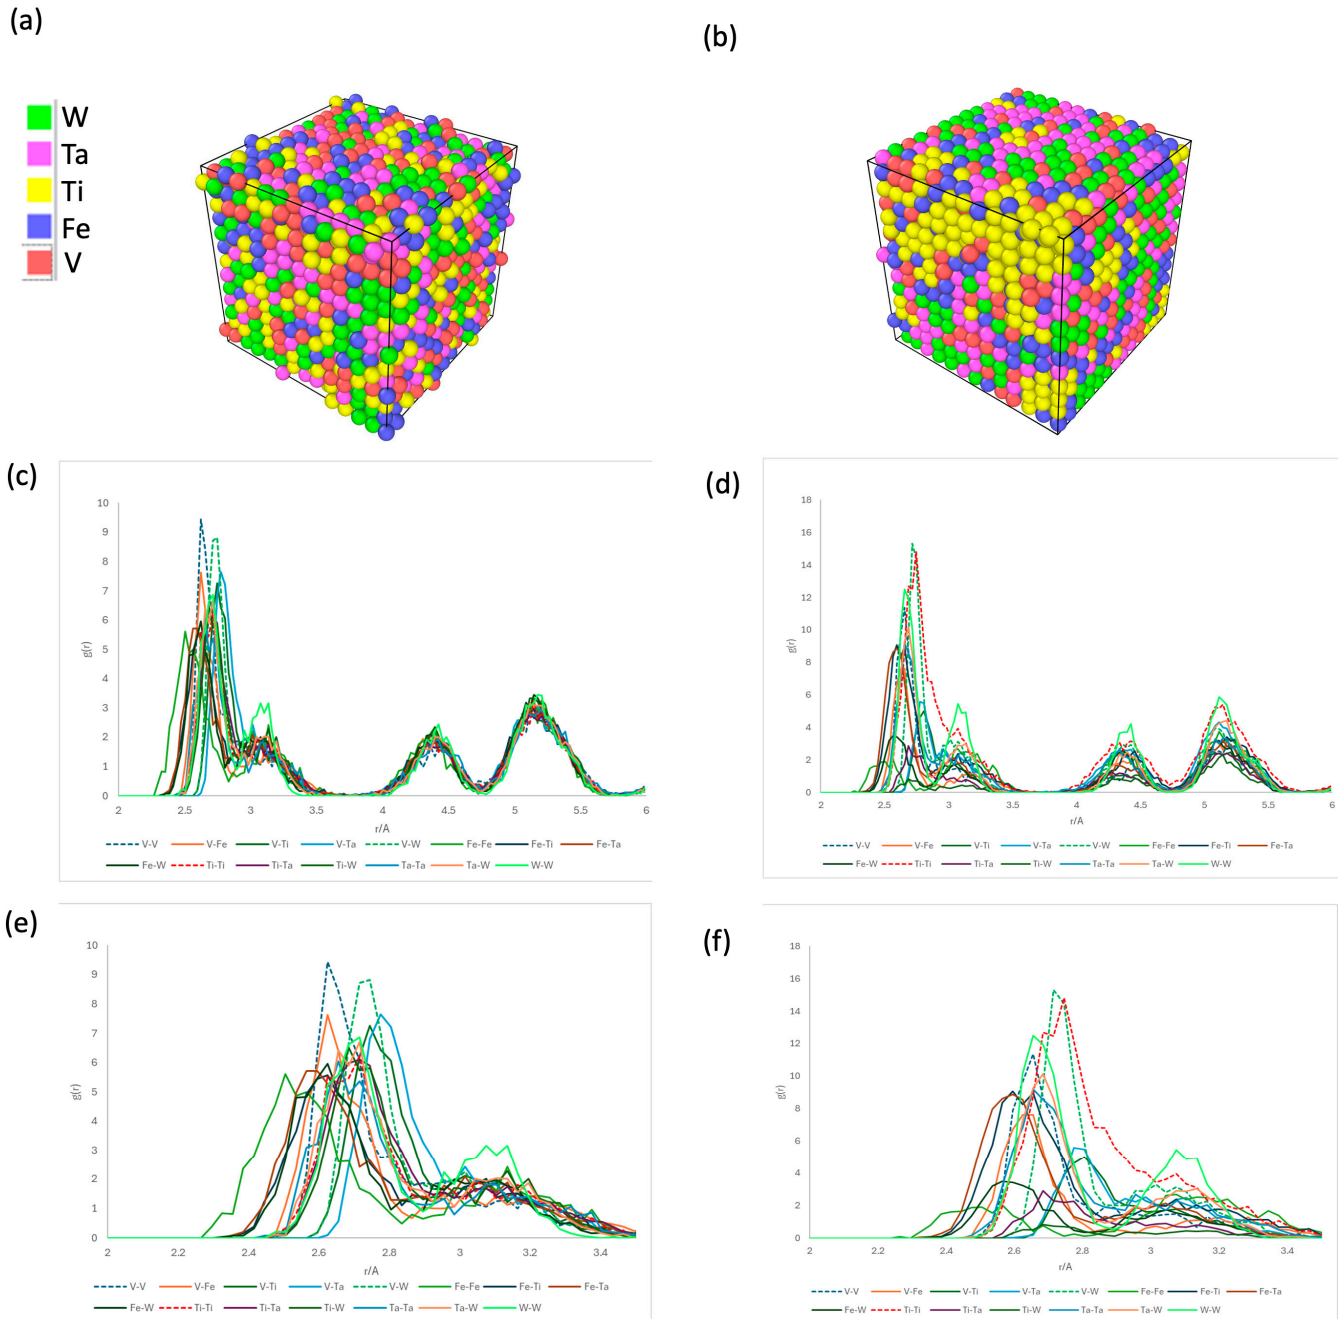 (a)
(b)
W
Ta
Ti
Fe
V
(c)
10
9
8
7
6
5
4
3
2
1
0
g(r)
2 2.5 3 3.5 4 4.5 5 5.5 6
r/A
V-V V-Fe V-Ti V-Ta V-W Fe-Fe Fe-Ti Fe-Ta
Fe-W Ti-Ti Ti-Ta Ti-W Ta-Ta Ta-W W-W
(d)
18
16
14
12
10
8
6
4
2
0
g(r)
2 2.5 3 3.5 4 4.5 5 5.5 6
r/A
V-V V-Fe V-Ti V-Ta V-W Fe-Fe Fe-Ti Fe-Ta
Fe-W Ti-Ti Ti-Ta Ti-W Ta-Ta Ta-W W-W
(e)
10
9
8
7
6
5
4
3
2
1
0
g(r)
2 2.2 2.4 2.6 2.8 3 3.2 3.4
r/A
V-V V-Fe V-Ti V-Ta V-W Fe-Fe Fe-Ti Fe-Ta
Fe-W Ti-Ti Ti-Ta Ti-W Ta-Ta Ta-W W-W
(f)
18
16
14
12
10
8
6
4
2
0
g(r)
2 2.2 2.4 2.6 2.8 3 3.2 3.4
r/A
V-V V-Fe V-Ti V-Ta V-W Fe-Fe Fe-Ti Fe-Ta
Fe-W Ti-Ti Ti-Ta Ti-W Ta-Ta Ta-W W-W